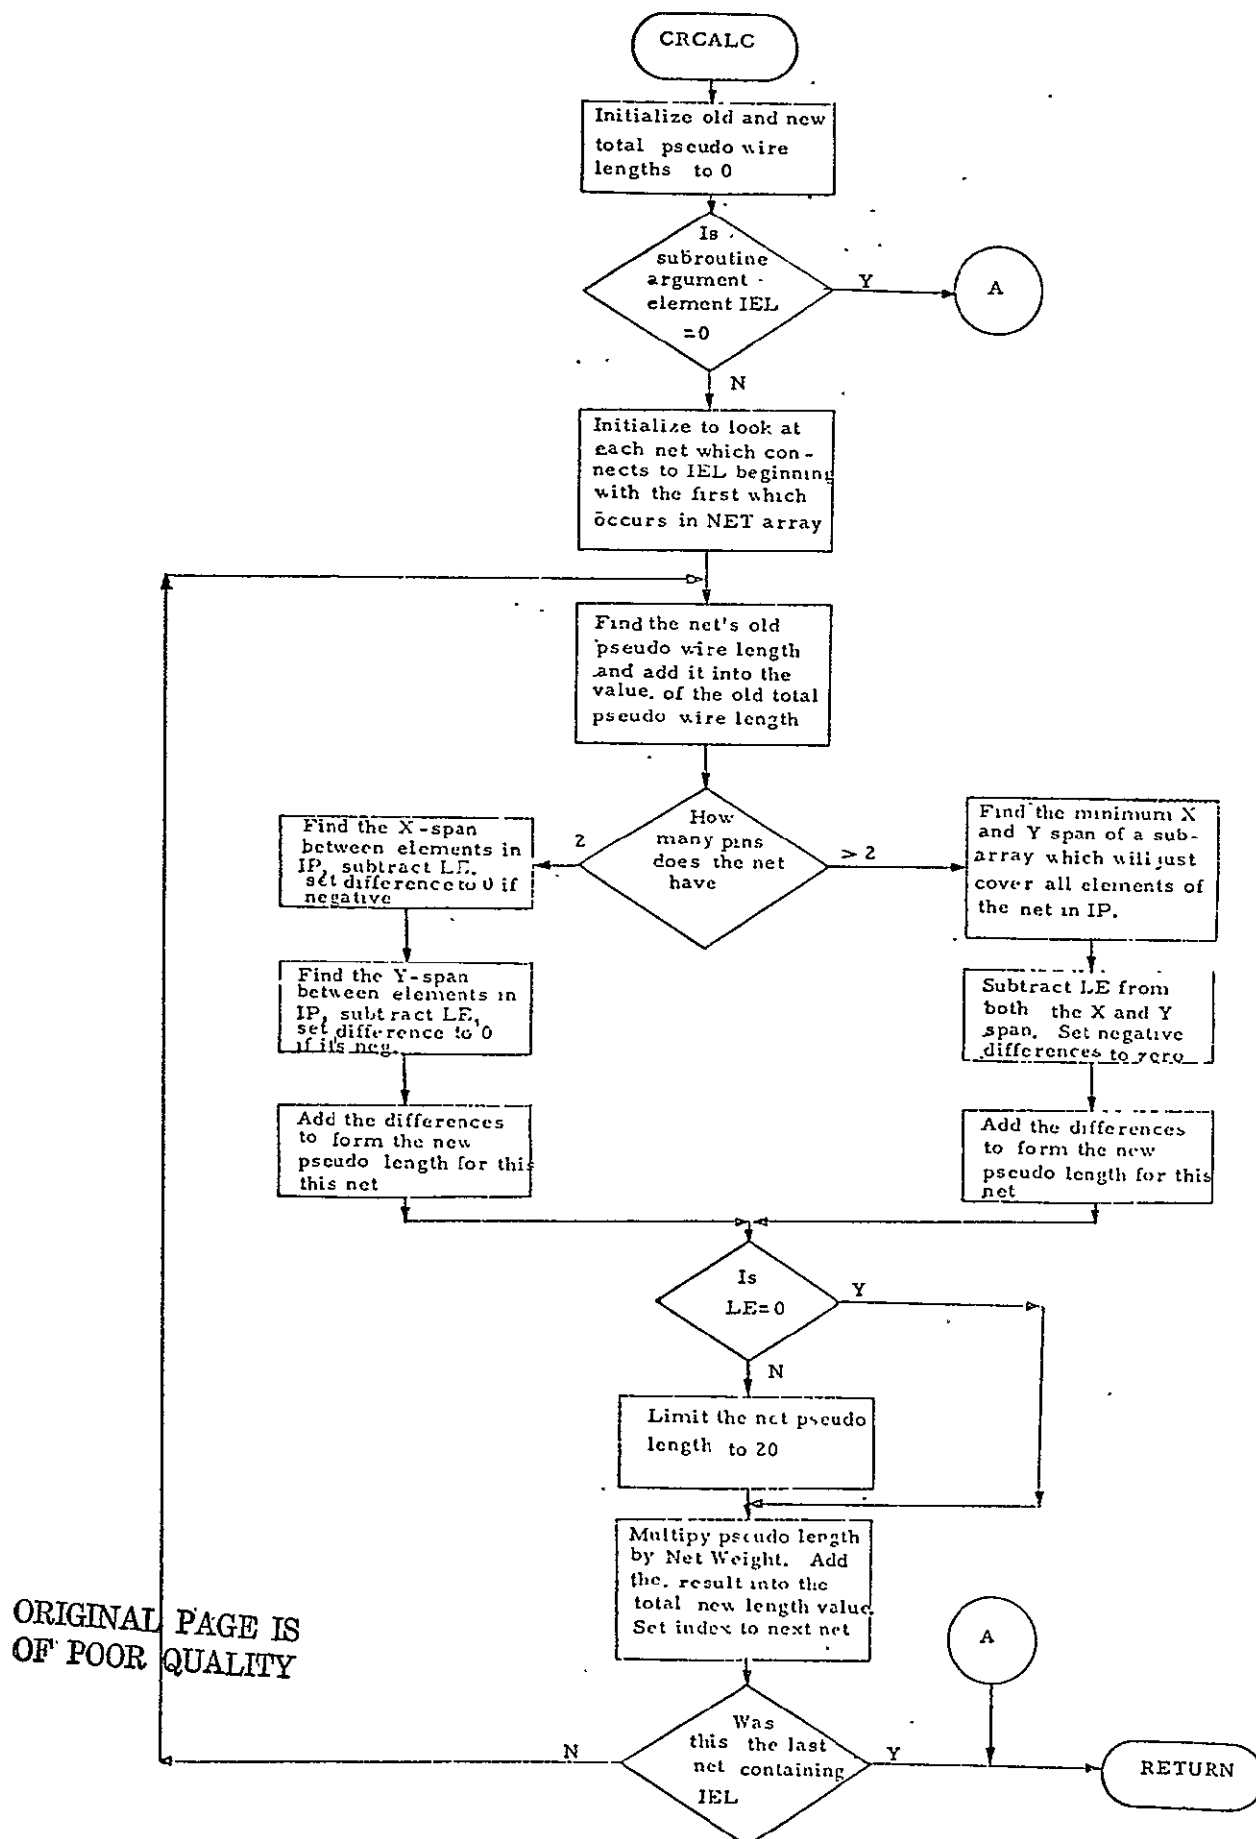 CRCALC
Initialize old and new
total pseudo wire
lengths to 0
Is
subroutine
argument
element IEL
=0
Y
A
N
Initialize to look at
each net which con-
nects to IEL beginning
with the first which
occurs in NET array
Find the net's old
pseudo wire length
and add it into the
value. of the old total
pseudo wire length
How
many pins
does the net
have
2
> 2
Find the X-span
between elements in
IP, subtract LE.
set difference to 0 if
negative
Find the minimum X
and Y span of a sub-
array which will just
cover all elements of
the net in IP.
Find the Y-span
between elements in
IP, subtract LE,
set difference to 0
if its neg.
Subtract LE from
both the X and Y
span. Set negative
differences to zero
Add the differences
to form the new
pseudo length for this
this net
Add the differences
to form the new
pseudo length for this
net
Is
LE=0
Y
N
Limit the net pseudo
length to 20
Multipy pseudo length
by Net Weight. Add
the. result into the
total new length value.
Set index to next net
ORIGINAL PAGE IS
OF POOR QUALITY
A
Was
this the last
net containing
IEL
N
Y
RETURN